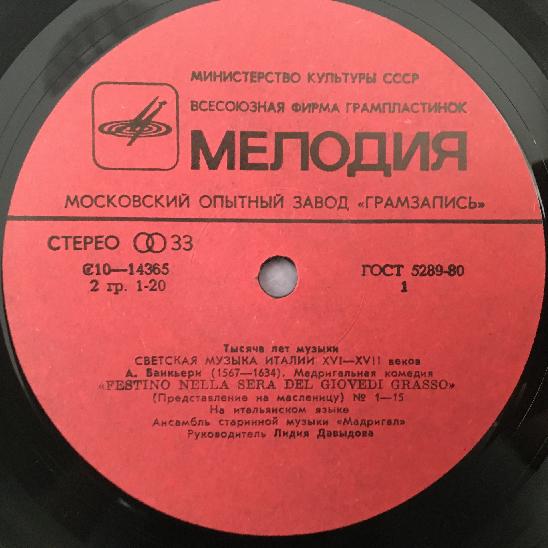 МИНИСТЕРСТВО КУЛЬТУРЫ СССР
ВСЕСОЮЗНАЯ ФИРМА ГРАМПЛАСТИНОК
МЕЛОДИЯ
МОСКОВСКИЙ ОПЫТНЫЙ ЗАВОД «ГРАМЗАПИСЬ»
СТЕРЕО 33
С10—14365 ГОСТ 5289-80
2 гр. 1-20 1
Тысяча лет музыки
СВЕТСКАЯ МУЗЫКА ИТАЛИИ XVI—XVII веков
А. Банкьери (1567—1634). Мадригальная комедия
«FESTINO NELLA SERA DEL GIOVEDI GRASSO»
(Представление на масленицу) № 1—15
На итальянском языке
Ансамбль старинной музыки «Мадригал»
Руководитель Лидия Давыдова